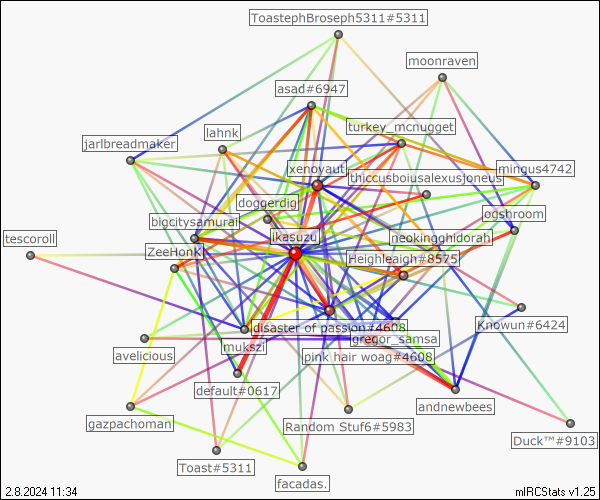 ToastephBroseph5311#5311
moonraven
asad#6947
turkey_mcnugget
lahnk
jarlbreadmaker
xenoyaut
mingus4742
thiccusboiusalexusjoneus
doggerdig
ogshroom
bigcitysamurai
tescoroll
ikasuzu
neokingghidorah
ZeeHonk
Heighleaigh#8575
disaster of passion#4608
Knowun#6424
gregor_samsa
mukszi
avelicious
pink hair woag#4608
default#0617
andnewbees
gazpachoman
Random Stuf6#5983
Duck™#9103
Toast#5311
facadas.
2.8.2024 11:34
mIRCStats v1.25